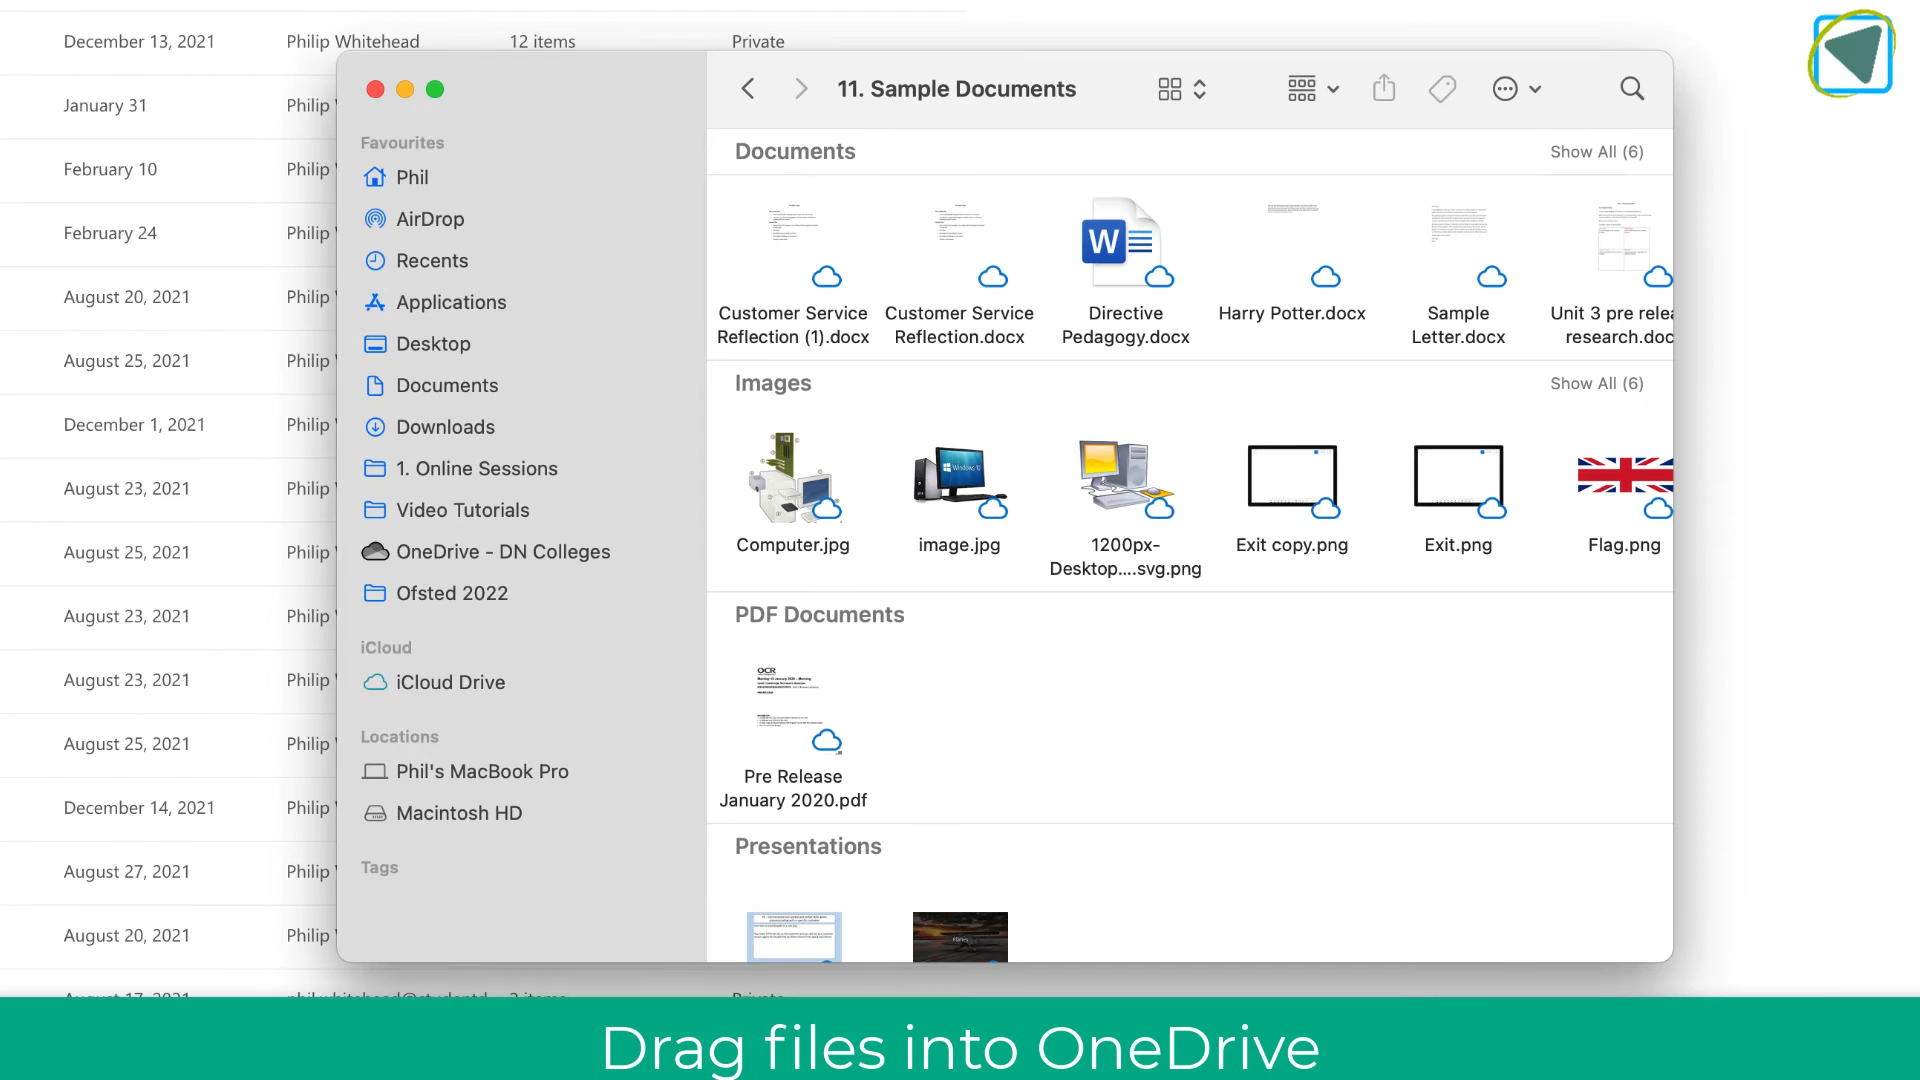 December 13, 2021 Philip Whitehead 12 items Private
January 31 Philip
February 10 Philip
February 24 Philip
August 20, 2021 Philip
August 25, 2021 Philip
December 1, 2021 Philip
August 23, 2021 Philip
August 25, 2021 Philip
August 23, 2021 Philip
August 23, 2021 Philip
August 25, 2021 Philip
December 14, 2021 Philip
August 27, 2021 Philip
August 20, 2021 Philip
August 17, 2021
Favourites
Phil
AirDrop
Recents
Applications
Desktop
Documents
Downloads
1. Online Sessions
Video Tutorials
OneDrive - DN Colleges
Ofsted 2022
iCloud
iCloud Drive
Locations
Phil's MacBook Pro
Macintosh HD
Tags
11. Sample Documents
Documents Show All (6)
W
Customer Service
Reflection (1).docx
Customer Service
Reflection.docx
Directive
Pedagogy.docx
Harry Potter.docx
Sample
Letter.docx
Unit 3 pre relea
research.doc
Images Show All (6)
Windows 10
Computer.jpg
image.jpg
1200px-
Desktop....svg.png
Exit copy.png
Exit.png
Flag.png
PDF Documents
OCR
Pre Release
January 2020.pdf
Presentations
Drag files into OneDrive